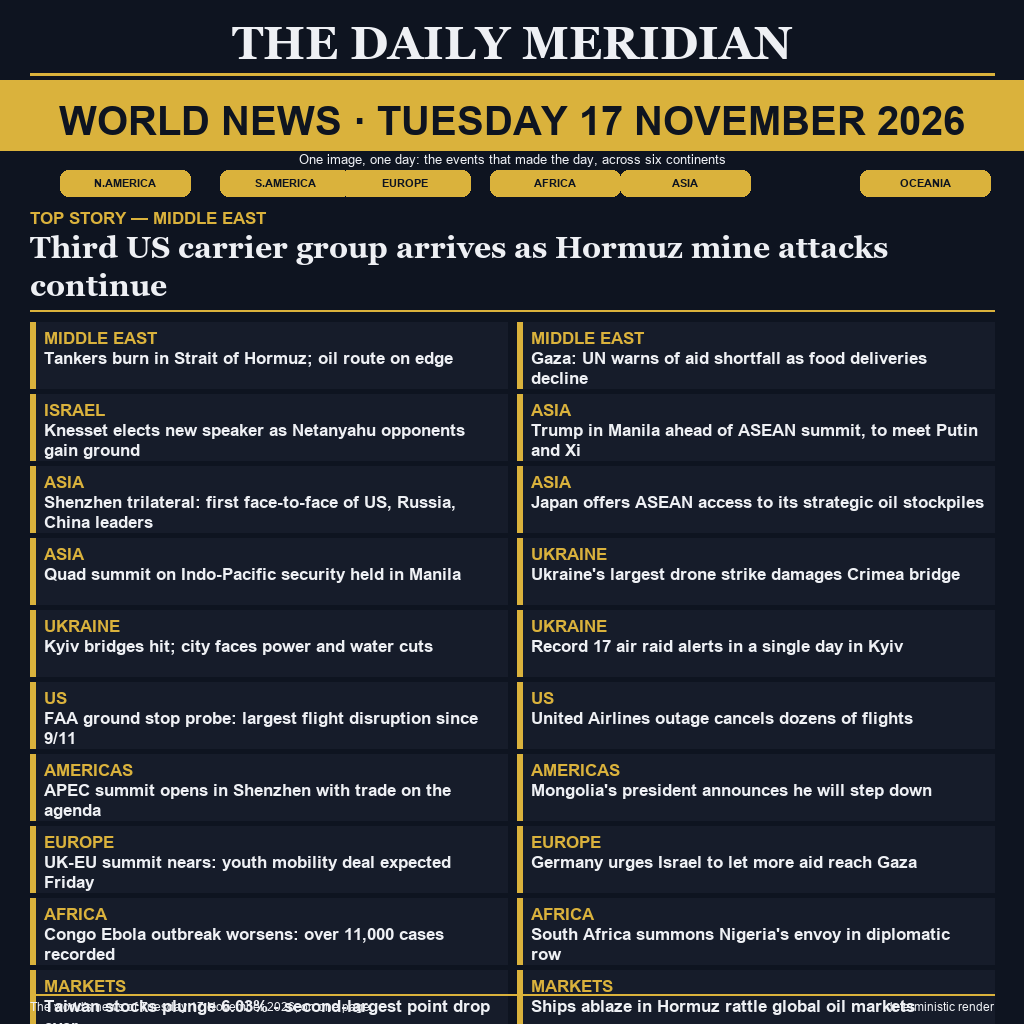 THE DAILY MERIDIAN
WORLD NEWS · TUESDAY 17 NOVEMBER 2026
One image, one day: the events that made the day, across six continents
N.AMERICA
S.AMERICA
EUROPE
AFRICA
ASIA
OCEANIA
TOP STORY — MIDDLE EAST
Third US carrier group arrives as Hormuz mine attacks
continue
MIDDLE EAST
Tankers burn in Strait of Hormuz; oil route on edge
MIDDLE EAST
Gaza: UN warns of aid shortfall as food deliveries
decline
ISRAEL
Knesset elects new speaker as Netanyahu opponents
gain ground
ASIA
Trump in Manila ahead of ASEAN summit, to meet Putin
and Xi
ASIA
Shenzhen trilateral: first face-to-face of US, Russia,
China leaders
ASIA
Japan offers ASEAN access to its strategic oil stockpiles
ASIA
Quad summit on Indo-Pacific security held in Manila
UKRAINE
Ukraine's largest drone strike damages Crimea bridge
UKRAINE
Kyiv bridges hit; city faces power and water cuts
UKRAINE
Record 17 air raid alerts in a single day in Kyiv
US
FAA ground stop probe: largest flight disruption since
9/11
US
United Airlines outage cancels dozens of flights
AMERICAS
APEC summit opens in Shenzhen with trade on the
agenda
AMERICAS
Mongolia's president announces he will step down
EUROPE
UK-EU summit nears: youth mobility deal expected
Friday
EUROPE
Germany urges Israel to let more aid reach Gaza
AFRICA
Congo Ebola outbreak worsens: over 11,000 cases
recorded
AFRICA
South Africa summons Nigeria's envoy in diplomatic
row
MARKETS
Taiwan stocks plunge 6.03% - second-largest point drop
MARKETS
Ships ablaze in Hormuz rattle global oil markets